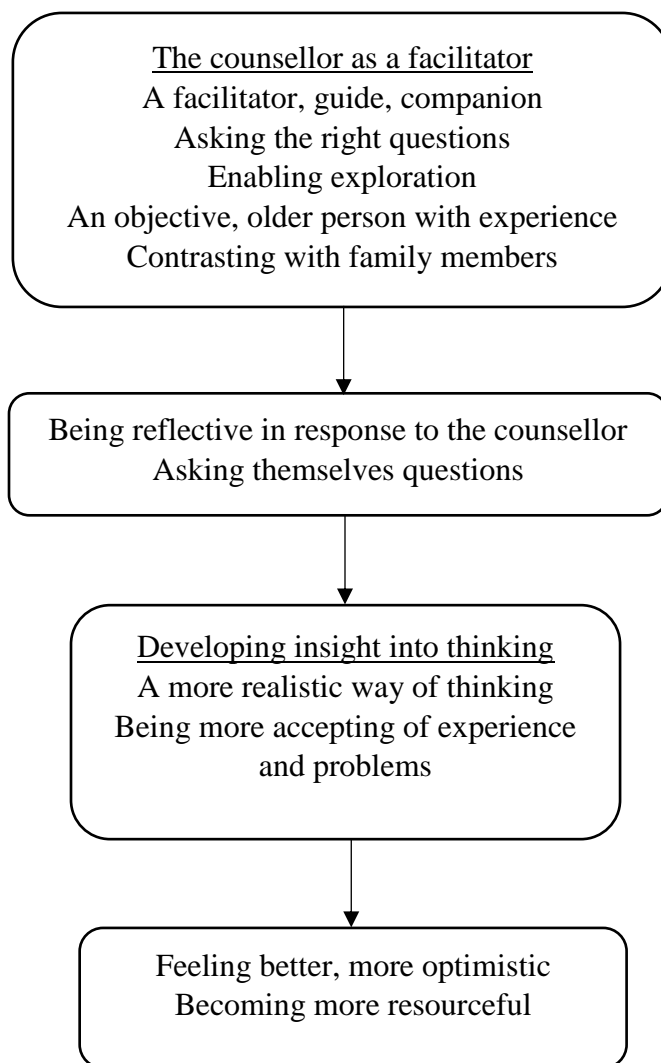 The counsellor as a facilitator
A facilitator, guide, companion
Asking the right questions
Enabling exploration
An objective, older person with experience
Contrasting with family members
Being reflective in response to the counsellor
Asking themselves questions
Developing insight into thinking
A more realistic way of thinking
Being more accepting of experience
and problems
Feeling better, more optimistic
Becoming more resourceful